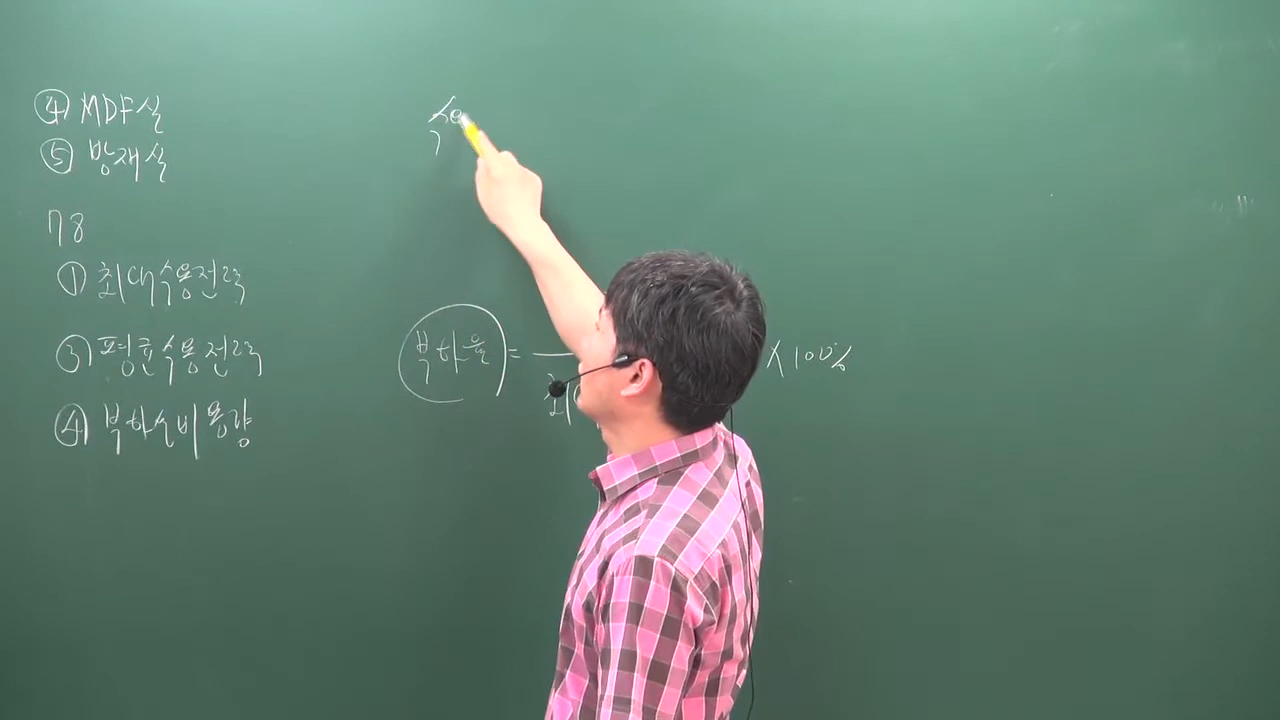 ④ MDF실
⑤ 방재실
78
① 최대수용전력
③ 평균수용전력
④ 부하설비용량
부하율 = × 100%